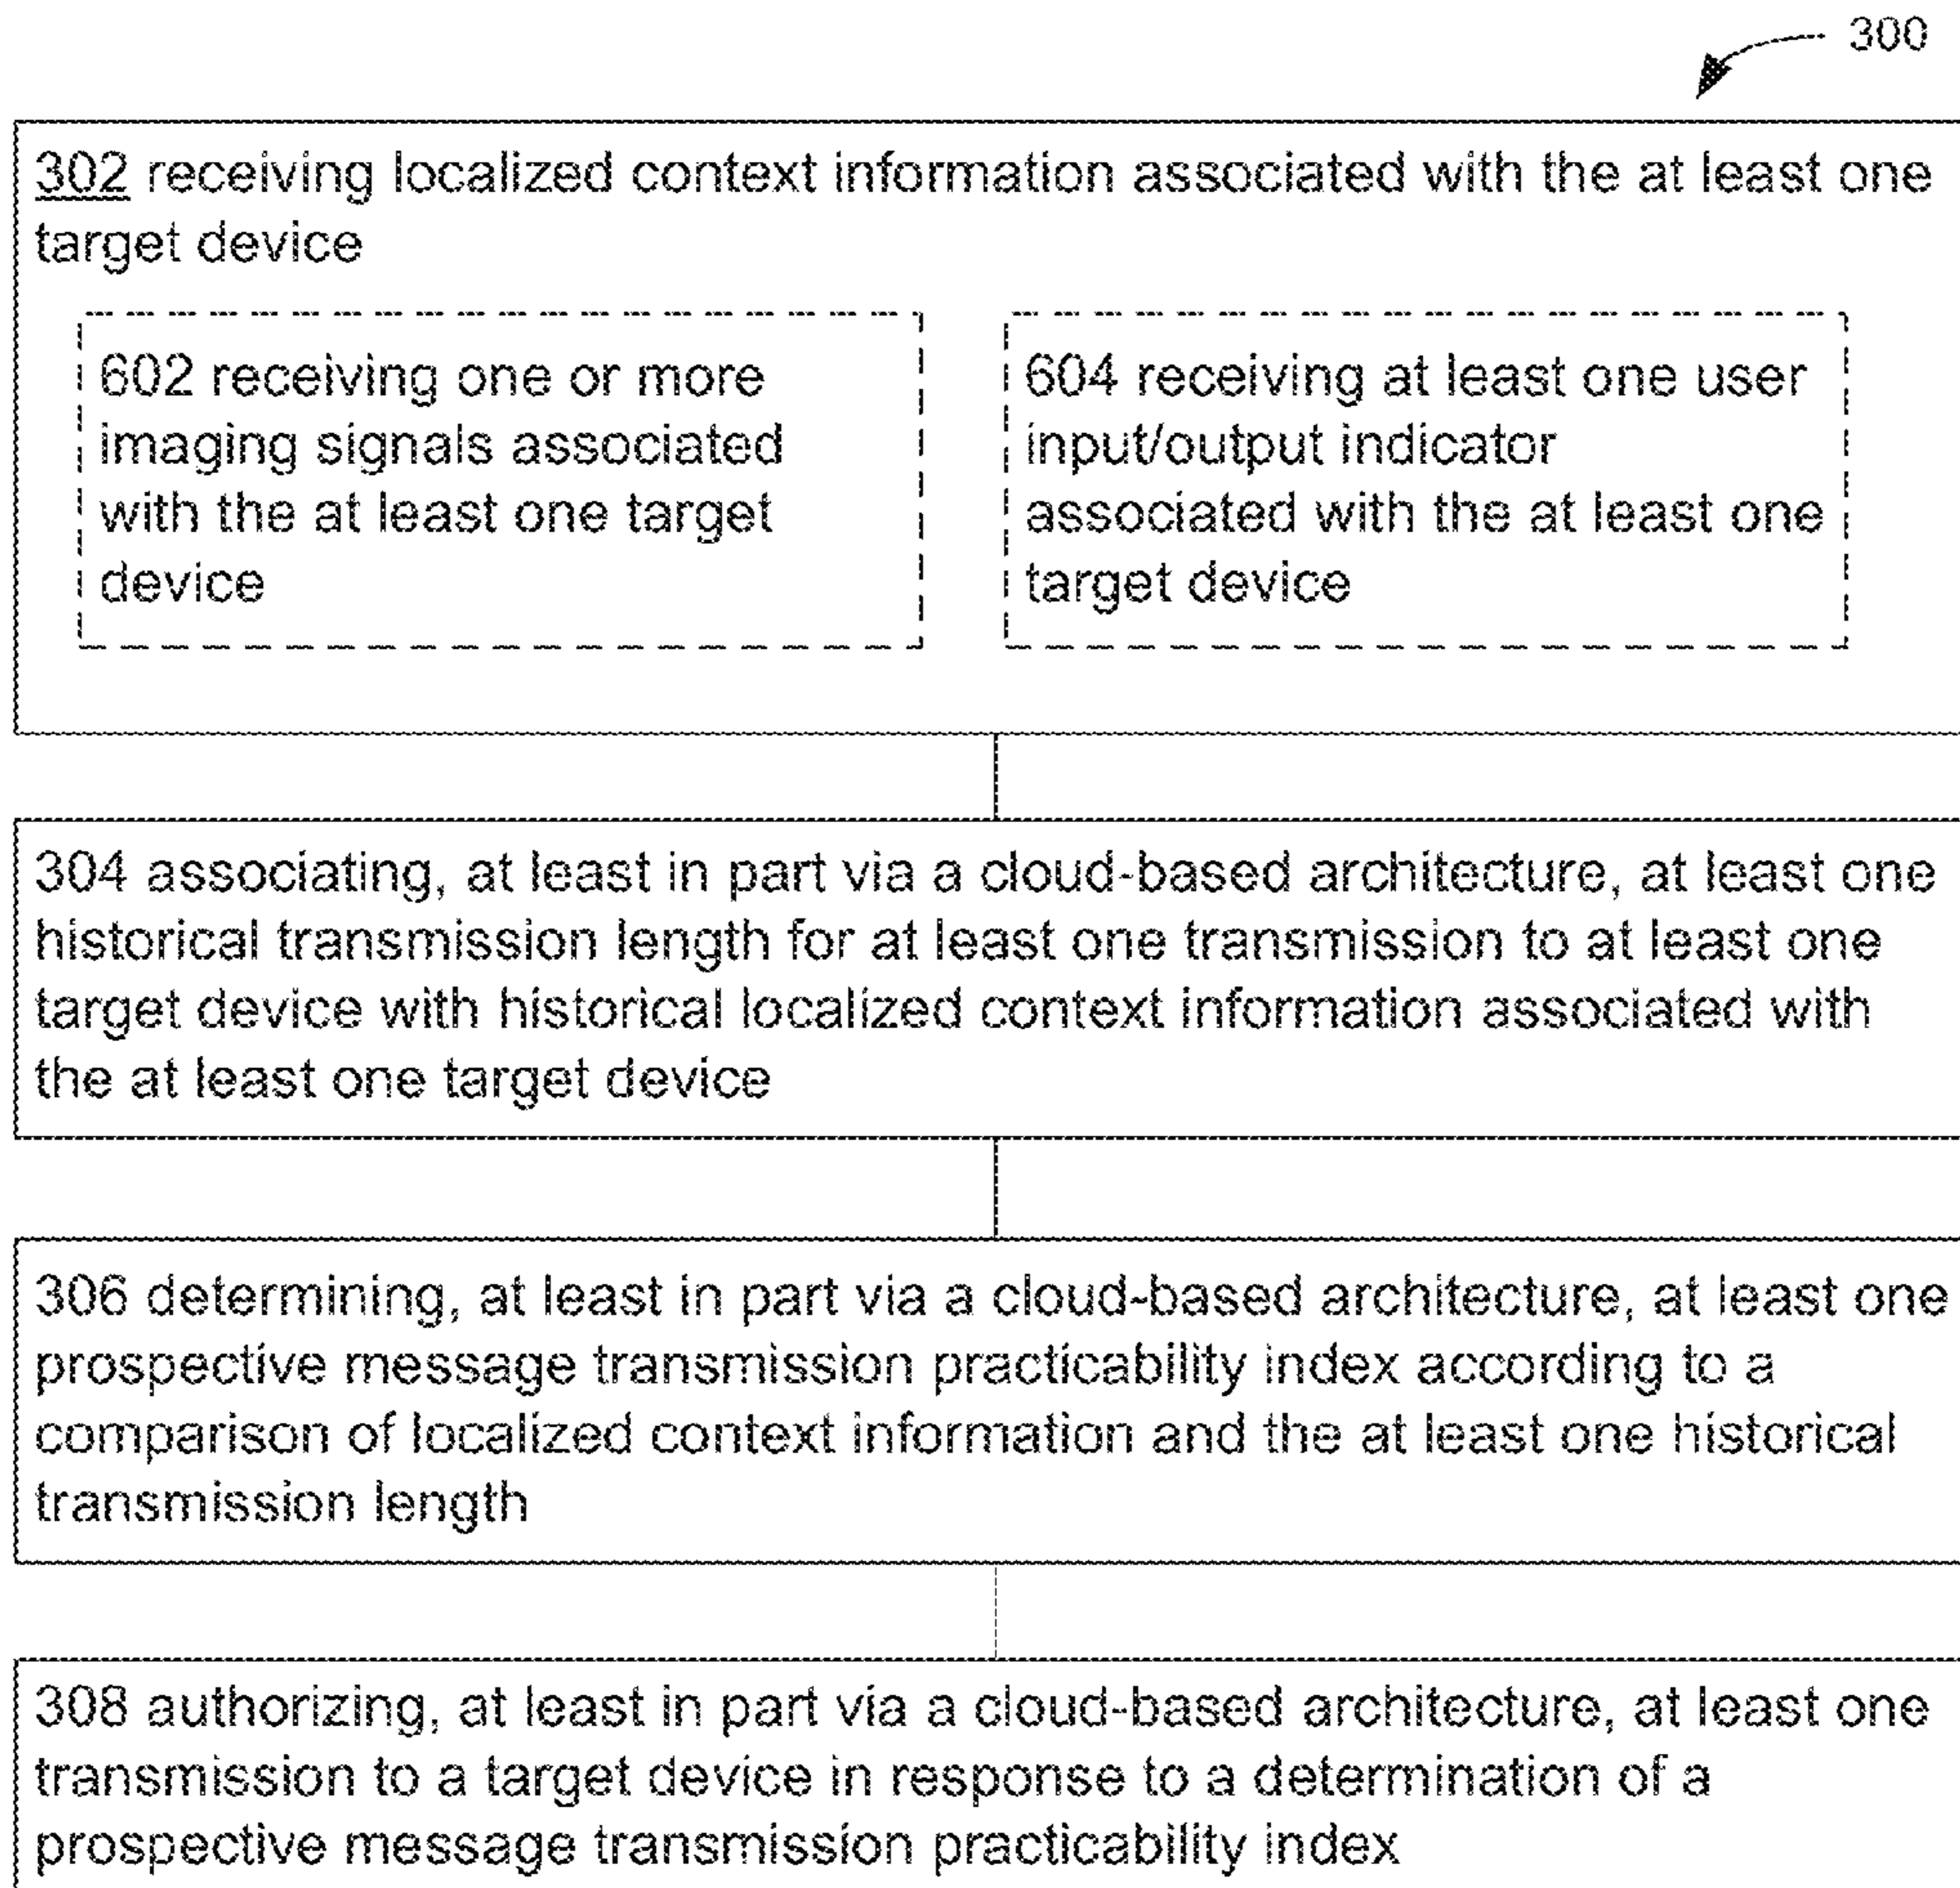 300
302 receiving localized context information associated with the at least one
target device
602 receiving one or more
imaging signals associated
with the at least one target
device
604 receiving at least one user
input/output indicator
associated with the at least one
target device
304 associating, at least in part via a cloud-based architecture, at least one
historical transmission length for at least one transmission to at least one
target device with historical localized context information associated with
the at least one target device
306 determining, at least in part via a cloud-based architecture, at least one
prospective message transmission practicability index according to a
comparison of localized context information and the at least one historical
transmission length
308 authorizing, at least in part via a cloud-based architecture, at least one
transmission to a target device in response to a determination of a
prospective message transmission practicability index